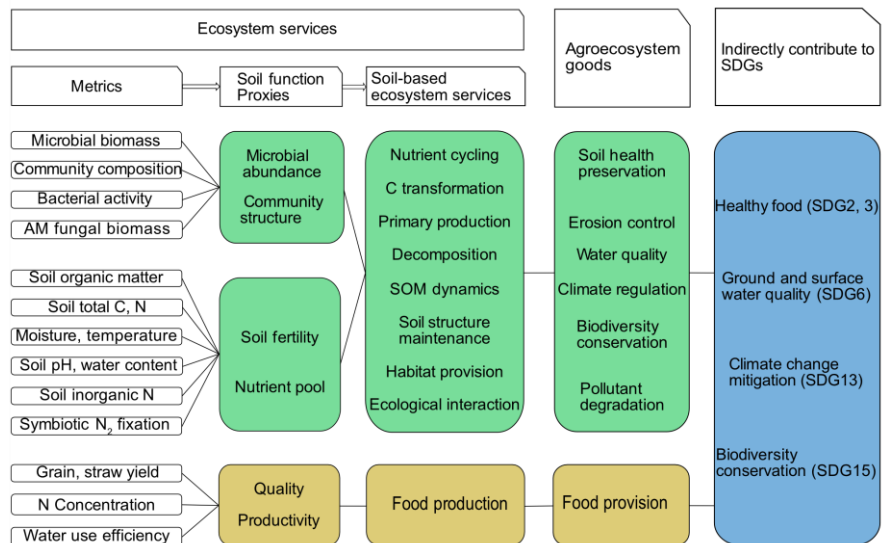 Ecosystem services
Agroecosystem
goods
Indirectly contribute to
SDGs
Metrics
Soil function
Proxies
Soil-based
ecosystem services
Microbial biomass
Community composition
Bacterial activity
AM fungal biomass
Soil organic matter
Soil total C, N
Moisture, temperature
Soil pH, water content
Soil inorganic N
Symbiotic N₂ fixation
Grain, straw yield
N Concentration
Water use efficiency
Microbial
abundance
Community
structure
Soil fertility
Nutrient pool
Quality
Productivity
Nutrient cycling
C transformation
Primary production
Decomposition
SOM dynamics
Soil structure
maintenance
Habitat provision
Ecological interaction
Food production
Soil health
preservation
Erosion control
Water quality
Climate regulation
Biodiversity
conservation
Pollutant
degradation
Food provision
Healthy food (SDG2, 3)
Ground and surface
water quality (SDG6)
Climate change
mitigation (SDG13)
Biodiversity
conservation (SDG15)